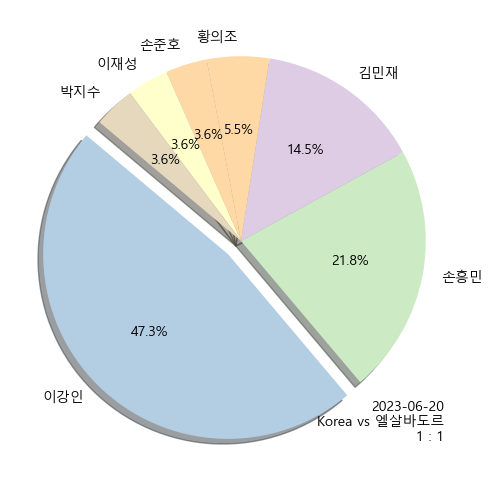 황의조
손준호
이재성
박지수
김민재
5.5%
3.6%
3.6%
3.6%
14.5%
21.8%
손흥민
47.3%
이강인
2023-06-20
Korea vs 엘살바도르
1 : 1